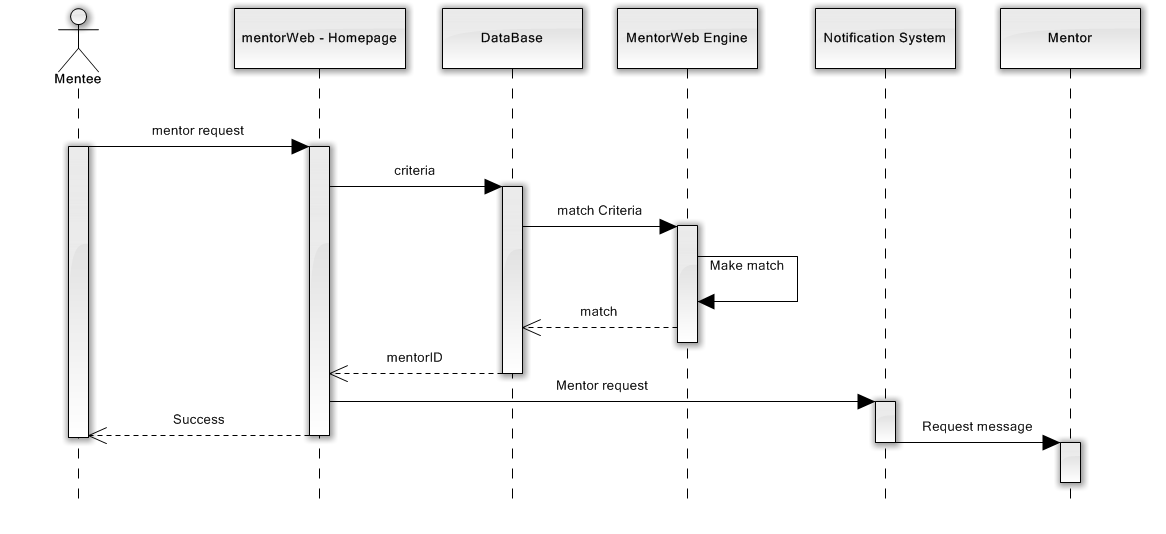 Mentee
mentorWeb - Homepage
DataBase
MentorWeb Engine
Notification System
Mentor
mentor request
criteria
match Criteria
Make match
match
mentorID
Mentor request
Success
Request message